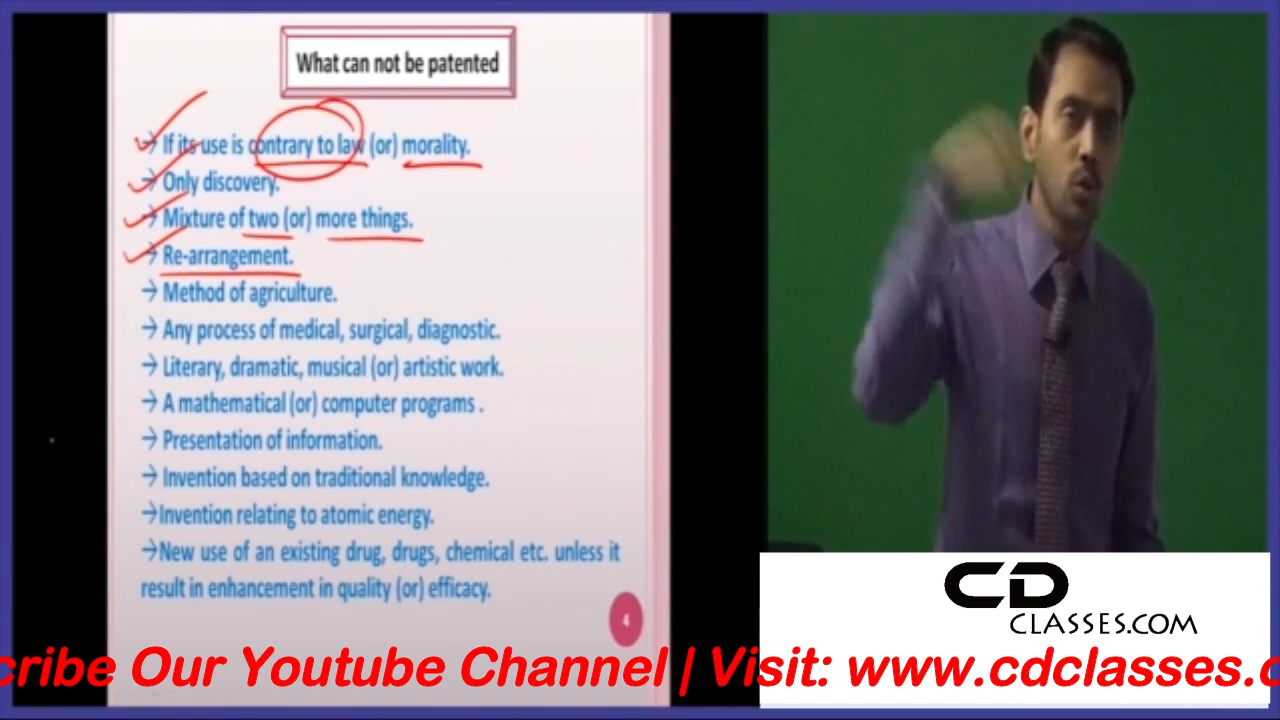 What can not be patented
→ If its use is contrary to law (or) morality.
→ Only discovery.
→ Mixture of two (or) more things.
→ Re-arrangement.
→ Method of agriculture.
→ Any process of medical, surgical, diagnostic.
→ Literary, dramatic, musical (or) artistic work.
→ A mathematical (or) computer programs .
→ Presentation of information.
→ Invention based on traditional knowledge.
→Invention relating to atomic energy.
→New use of an existing drug, drugs, chemical etc. unless it
result in enhancement in quality (or) efficacy.
4
CD
CLASSES.COM
cribe Our Youtube Channel | Visit: www.cdclasses.c